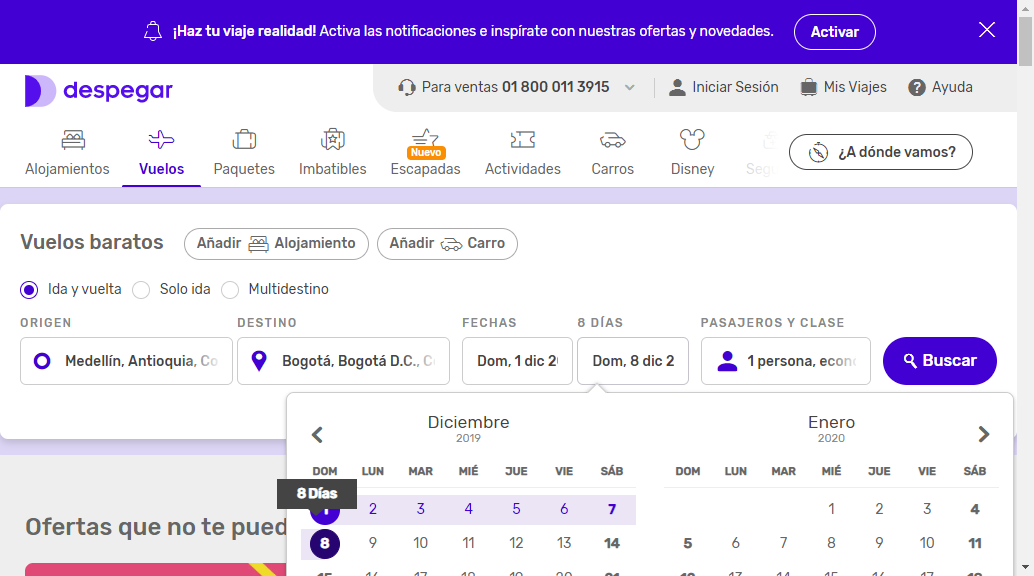 ¡Haz tu viaje realidad! Activa las notificaciones e inspírate con nuestras ofertas y novedades. Activar
despegar Para ventas 01 800 011 3915 Iniciar Sesión Mis Viajes Ayuda
Nuevo
Alojamientos Vuelos Paquetes Imbatibles Escapadas Actividades Carros Disney Seg ¿A dónde vamos?
Vuelos baratos Añadir Alojamiento Añadir Carro
Ida y vuelta Solo ida Multidestino
ORIGEN DESTINO FECHAS 8 DÍAS PASAJEROS Y CLASE
Medellín, Antioquia, Co Bogotá, Bogotá D.C., C Dom, 1 dic 2 Dom, 8 dic 2 1 persona, econ Buscar
Diciembre Enero
2019 2020
DOM LUN MAR MIÉ JUE VIE SÁB DOM LUN MAR MIÉ JUE VIE SÁB
8 Días
1 2 3 4 5 6 7 1 2 3 4
Ofertas que no te pued
8 9 10 11 12 13 14 5 6 7 8 9 10 11